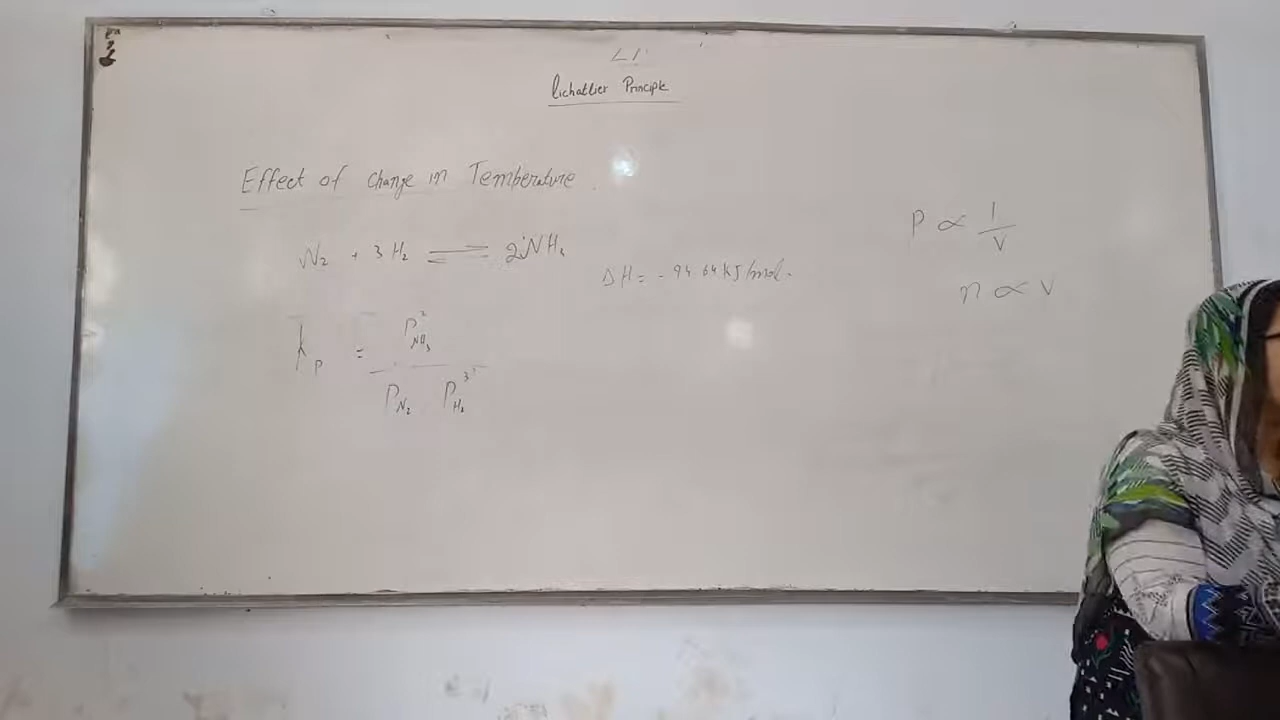 lichatlier Principle
Effect of change in Temperature
N₂ + 3H₂ ⇌ 2NH₃
ΔH = - 94.64 kJ/mol.
Kₚ = P²NH₃ / PN₂ P³H₂
P ∝ 1/V
n ∝ V